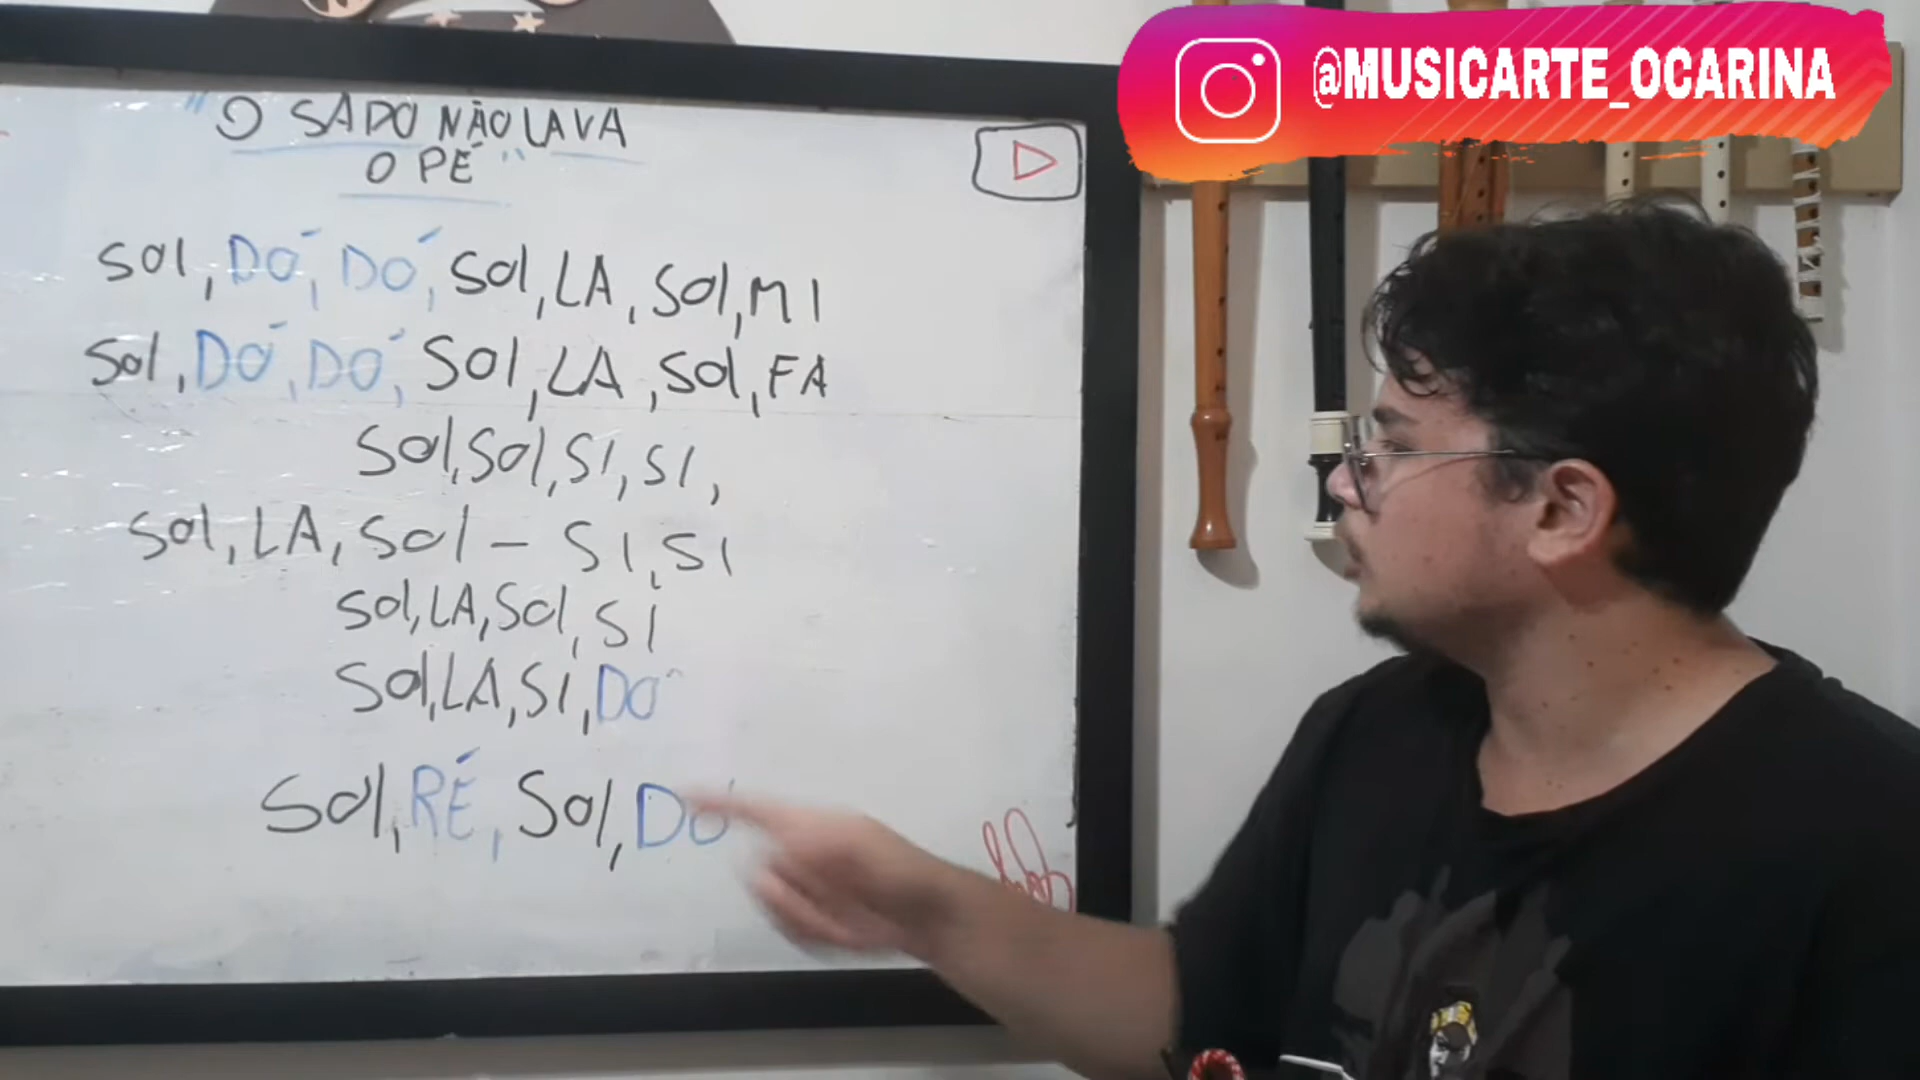 @MUSICARTE_OCARINA
"O SAPO NÃO LAVA
O PÉ"
Sol, DÓ, DÓ, Sol, LA, Sol, MI
Sol, DÓ, DÓ, Sol, LA, Sol, FA
Sol, Sol, SI, SI,
Sol, LA, Sol - SI, SI
Sol, LA, Sol, SI
Sol, LA, SI, DÓ
Sol, RÉ, Sol, DÓ